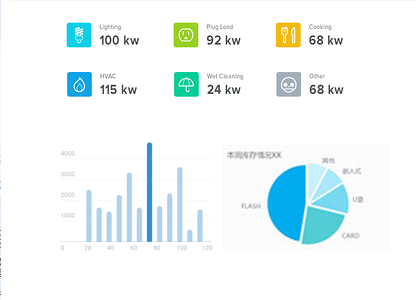 Lighting
100 kw
Plug Load
92 kw
Cooking
68 kw
HVAC
115 kw
Wet Cleaning
24 kw
Other
68 kw
4000
3000
2000
1000
0
20
40
60
80
100
120
本周库存情况XX
其他
嵌入式
U盘
CARD
FLASH